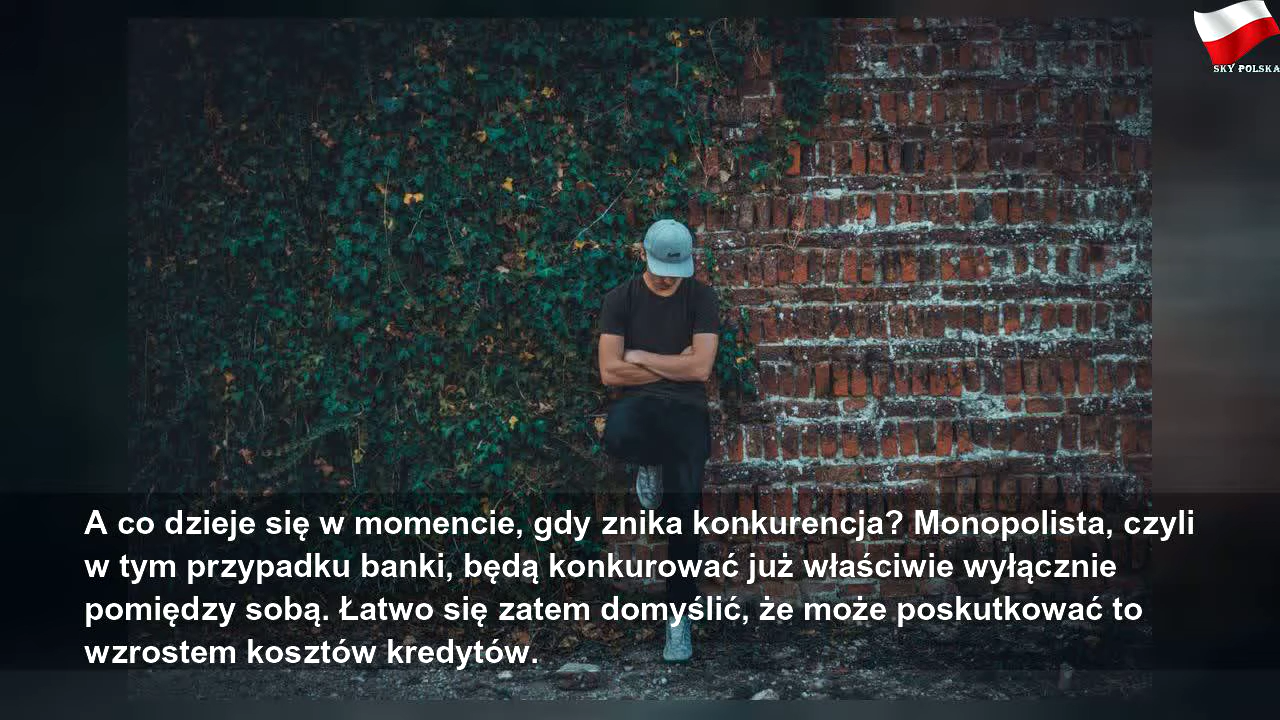 SKY POLSKA
A co dzieje się w momencie, gdy znika konkurencja? Monopolista, czyli
w tym przypadku banki, będą konkurować już właściwie wyłącznie
pomiędzy sobą. Łatwo się zatem domyślić, że może poskutkować to
wzrostem kosztów kredytów.